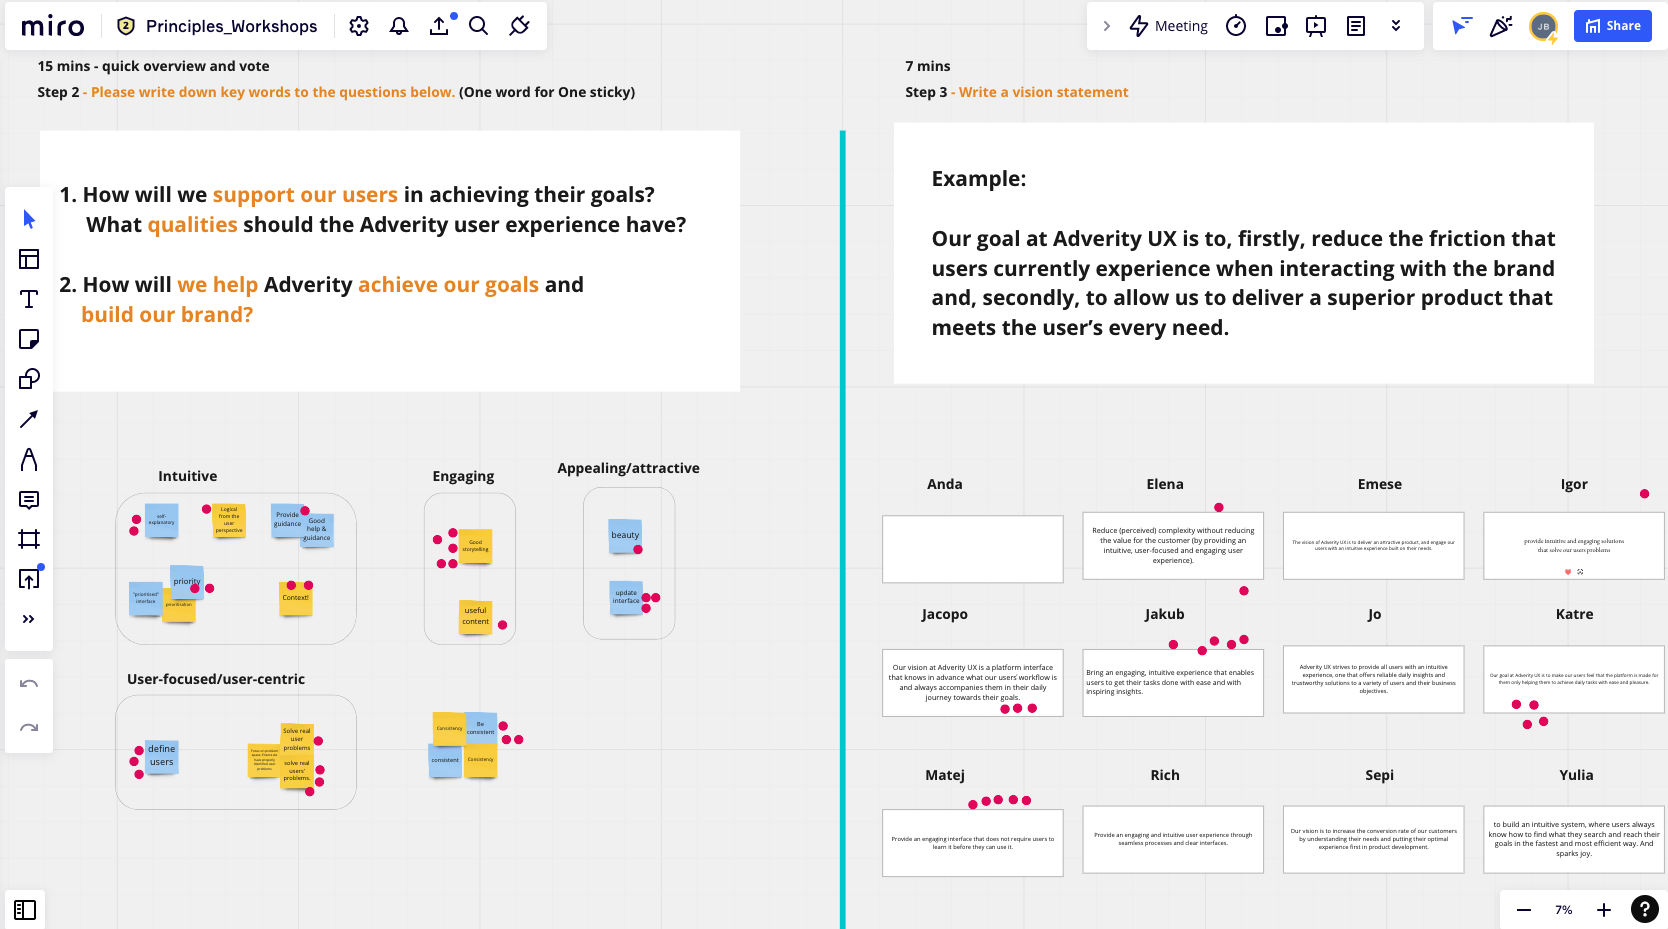 miro
2
Principles_Workshops
Meeting
JB
Share
15 mins - quick overview and vote
Step 2 - Please write down key words to the questions below. (One word for One sticky)
1. How will we support our users in achieving their goals?
What qualities should the Adverity user experience have?
2. How will we help Adverity achieve our goals and
build our brand?
Intuitive
self-
explanatory
Logical
from the
user
perspective
Provide
guidance
Good
help &
guidance
priority
"prioritised"
interface
prioritisation
Context!
Engaging
Good
storytelling
useful
content
Appealing/attractive
beauty
update
interface
User-focused/user-centric
define
users
Solve real
user
problems
solve real
users'
problems.
Consistency
Be
consistent
consistent
Consistency
7 mins
Step 3 - Write a vision statement
Example:
Our goal at Adverity UX is to, firstly, reduce the friction that
users currently experience when interacting with the brand
and, secondly, to allow us to deliver a superior product that
meets the user's every need.
Anda
Elena
Reduce (perceived) complexity without reducing
the value for the customer (by providing an
intuitive, user-focused and engaging user
experience).
Emese
The vision of Adverity UX is to deliver an attractive product, and engage our
users with an intuitive experience built on their needs.
Igor
provide intuitive and engaging solutions
that solve our users problems
Jacopo
Our vision at Adverity UX is a platform interface
that knows in advance what our users' workflow is
and always accompanies them in their daily
journey towards their goals.
Jakub
Bring an engaging, intuitive experience that enables
users to get their tasks done with ease and with
inspiring insights.
Jo
Adverity UX strives to provide all users with an intuitive
experience, one that offers reliable daily insights and
trustworthy solutions to a variety of users and their business
objectives.
Katre
Our goal at Adverity UX is to make our users feel that the platform is made for
them only helping them to achieve daily tasks with ease and pleasure.
Matej
Provide an engaging interface that does not require users to
learn it before they can use it.
Rich
Provide an engaging and intuitive user experience through
seamless processes and clear interfaces.
Sepi
Our vision is to increase the conversion rate of our customers
by understanding their needs and putting their optimal
experience first in product development.
Yulia
to build an intuitive system, where users always
know how to find what they search and reach their
goals in the fastest and most efficient way. And
sparks joy.
7%